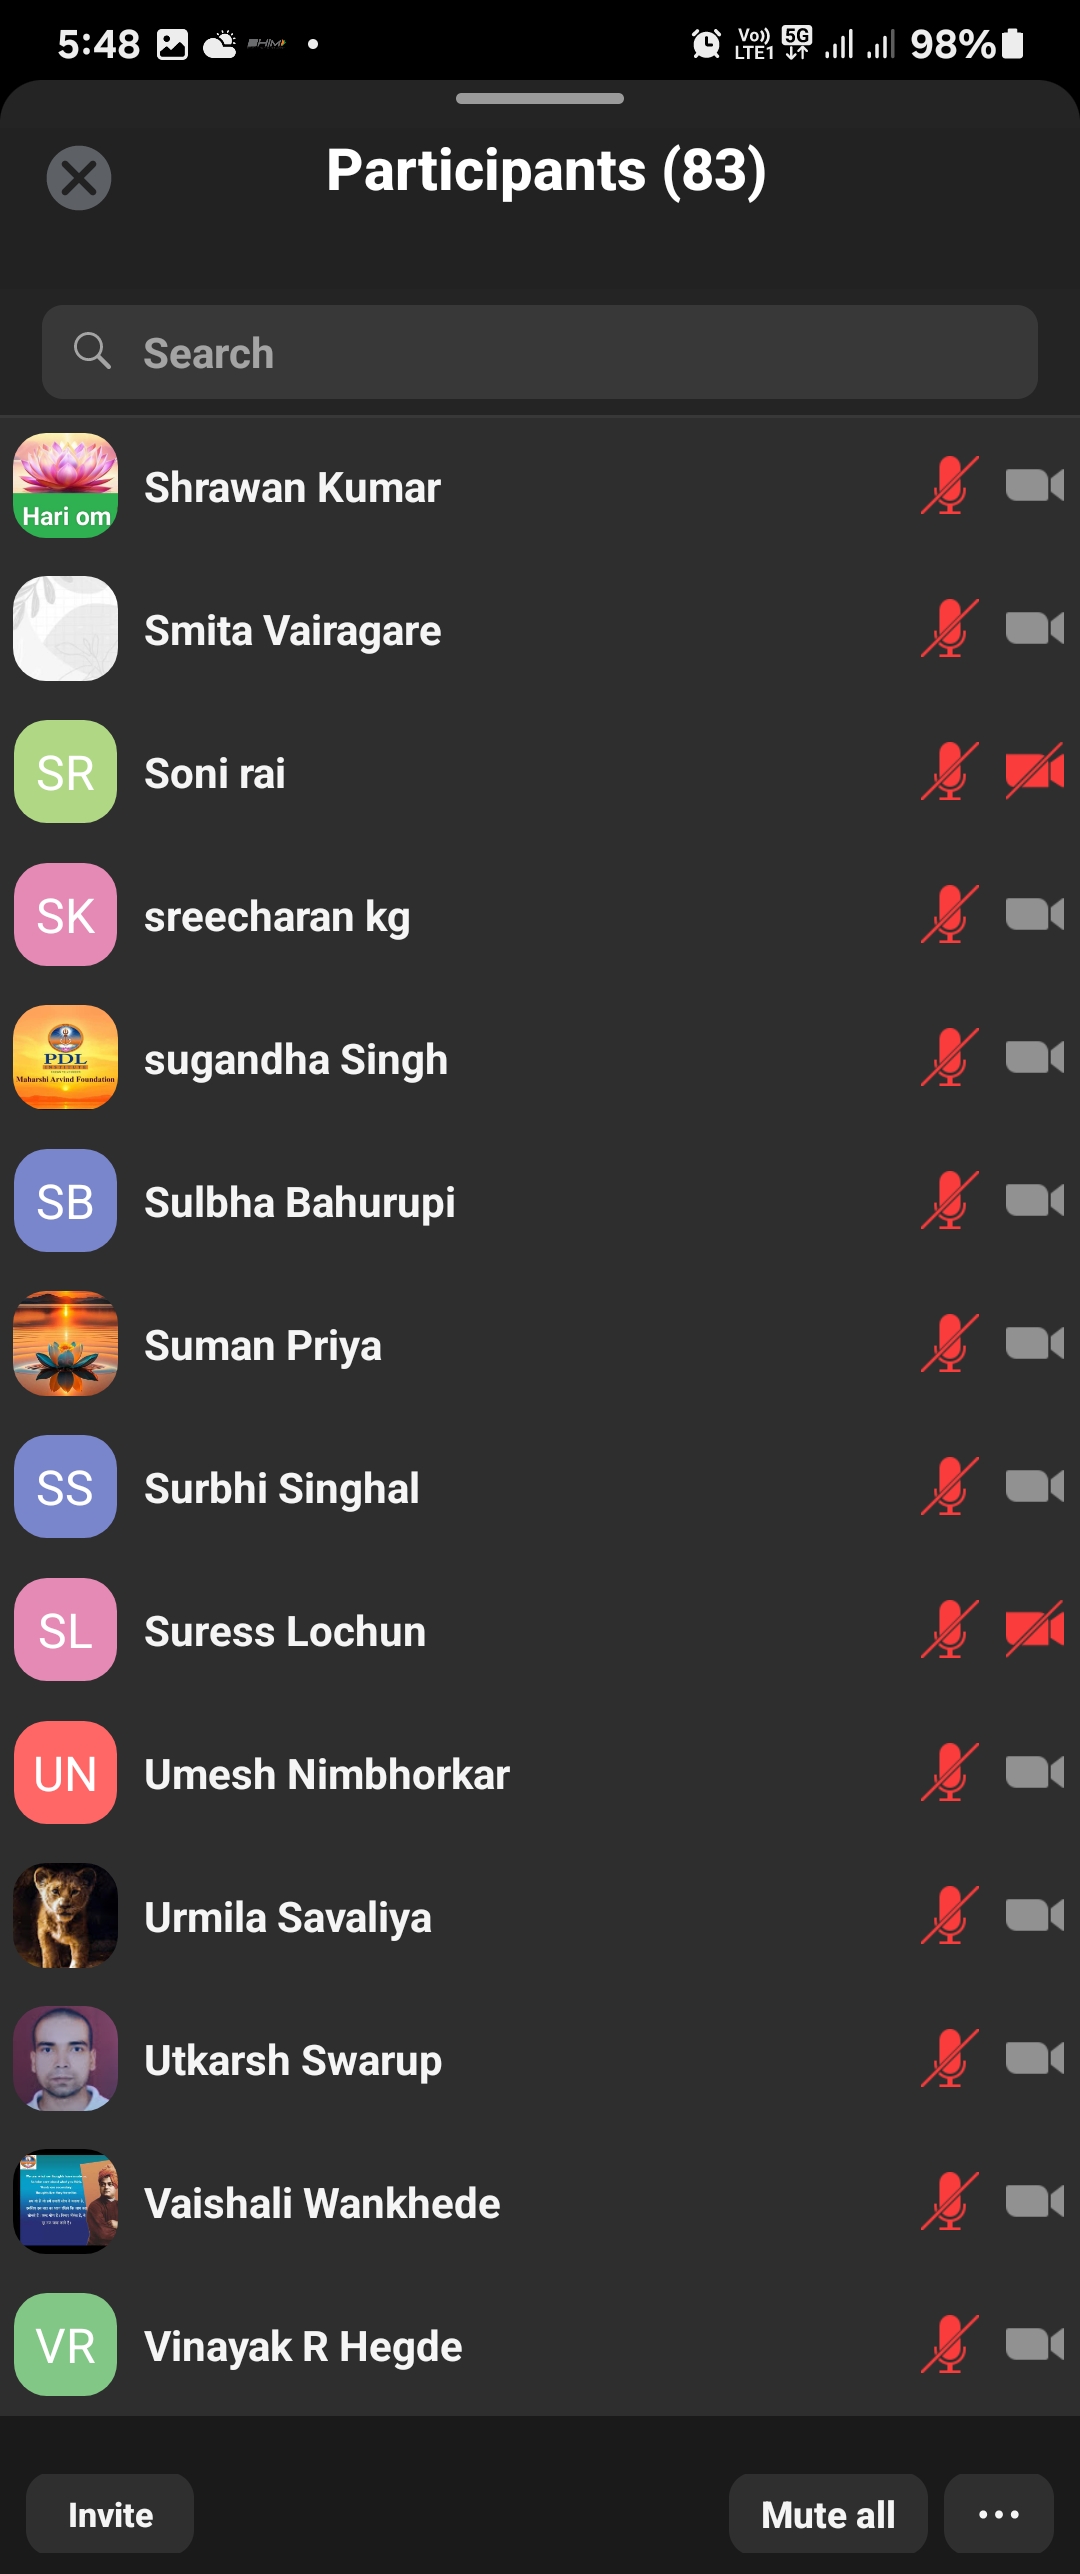 5:48 Vo)) LTE1 5G 98%
Participants (83)
Search
Hari om
Shrawan Kumar
Smita Vairagare
SR Soni rai
SK sreecharan kg
PDL
Maharshi Arvind Foundation
sugandha Singh
SB Sulbha Bahurupi
Suman Priya
SS Surbhi Singhal
SL Suress Lochun
UN Umesh Nimbhorkar
Urmila Savaliya
Utkarsh Swarup
Vaishali Wankhede
VR Vinayak R Hegde
Invite Mute all